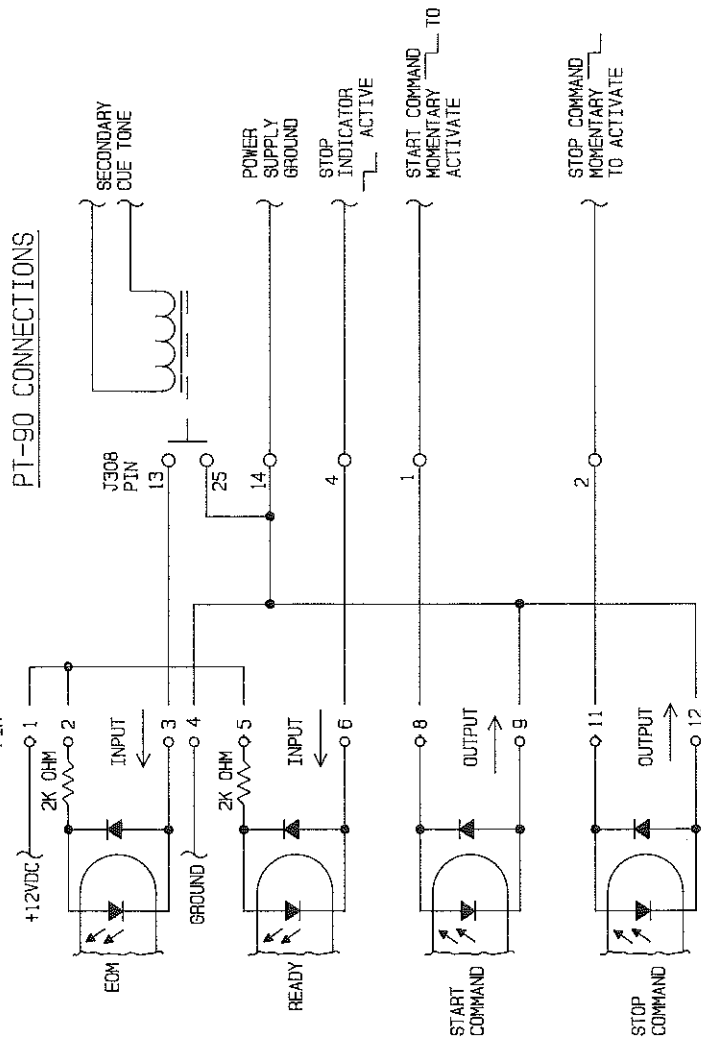 PT-90 CONNECTIONS
1
+12VDC
2
2K OHM
INPUT
3
EOM
4
GROUND
5
2K OHM
INPUT
6
READY
8
OUTPUT
9
START
COMMAND
11
OUTPUT
12
STOP
COMMAND
J308
PIN
13
25
14
4
1
2
SECONDARY
CUE TONE
POWER
SUPPLY
GROUND
STOP
INDICATOR
ACTIVE
START COMMAND
MOMENTARY TO
ACTIVATE
STOP COMMAND
MOMENTARY
TO ACTIVATE